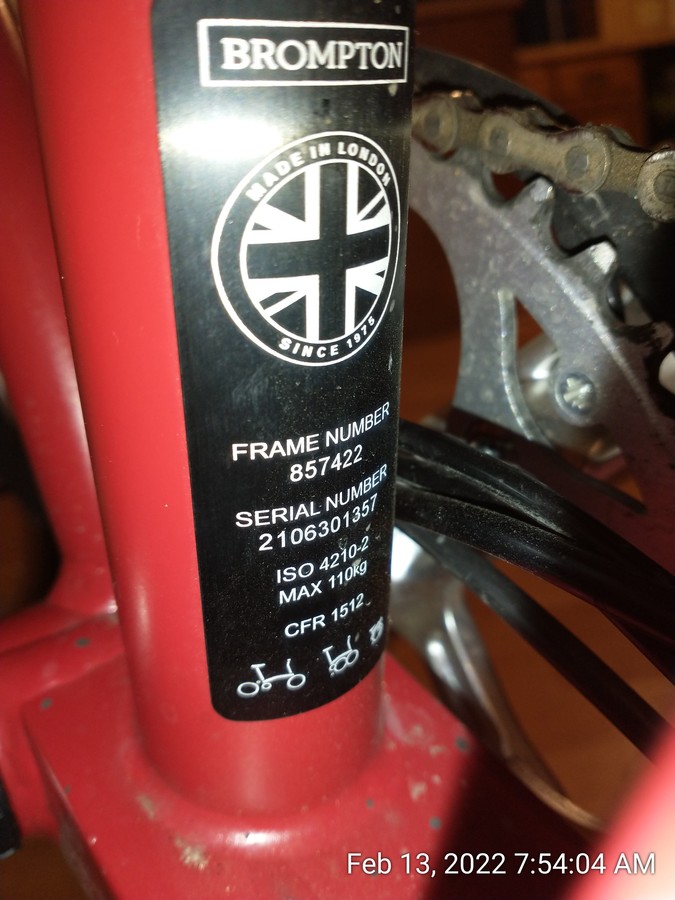 BROMPTON
MADE IN LONDON
SINCE 1975
FRAME NUMBER
857422
SERIAL NUMBER
2106301357
ISO 4210-2
MAX 110kg
CFR 1512
Feb 13, 2022 7:54:04 AM